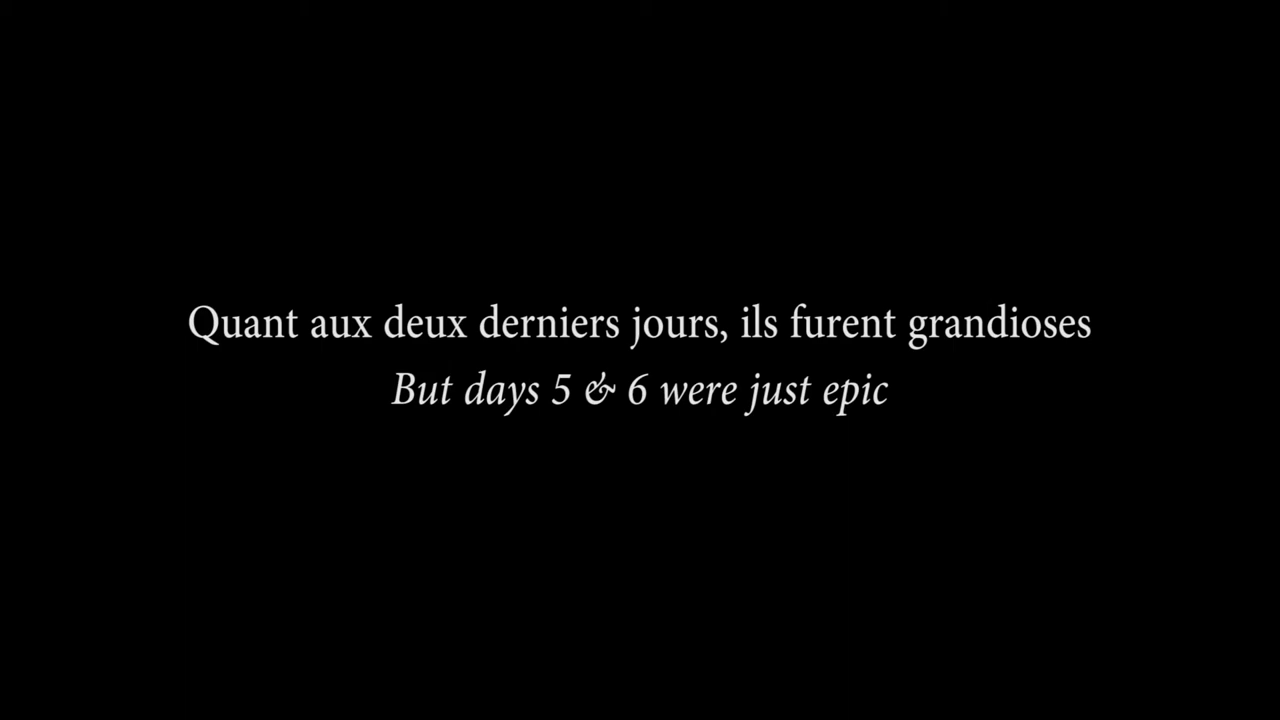 Quant aux deux derniers jours, ils furent grandioses
But days 5 & 6 were just epic